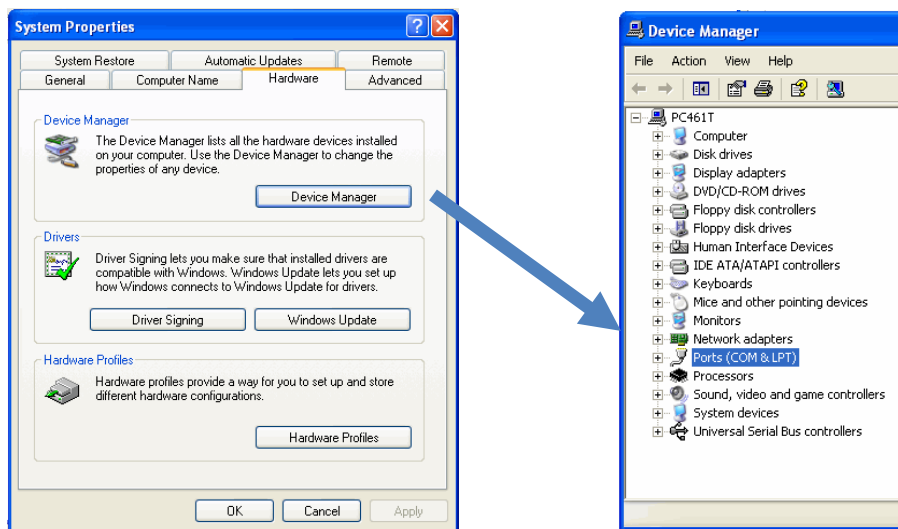 System Properties
System Restore Automatic Updates Remote
General Computer Name Hardware Advanced
Device Manager
The Device Manager lists all the hardware devices installed
on your computer. Use the Device Manager to change the
properties of any device.
Device Manager
Drivers
Driver Signing lets you make sure that installed drivers are
compatible with Windows. Windows Update lets you set up
how Windows connects to Windows Update for drivers.
Driver Signing Windows Update
Hardware Profiles
Hardware profiles provide a way for you to set up and store
different hardware configurations.
Hardware Profiles
OK Cancel Apply
Device Manager
File Action View Help
PC461T
Computer
Disk drives
Display adapters
DVD/CD-ROM drives
Floppy disk controllers
Floppy disk drives
Human Interface Devices
IDE ATA/ATAPI controllers
Keyboards
Mice and other pointing devices
Monitors
Network adapters
Ports (COM & LPT)
Processors
Sound, video and game controllers
System devices
Universal Serial Bus controllers